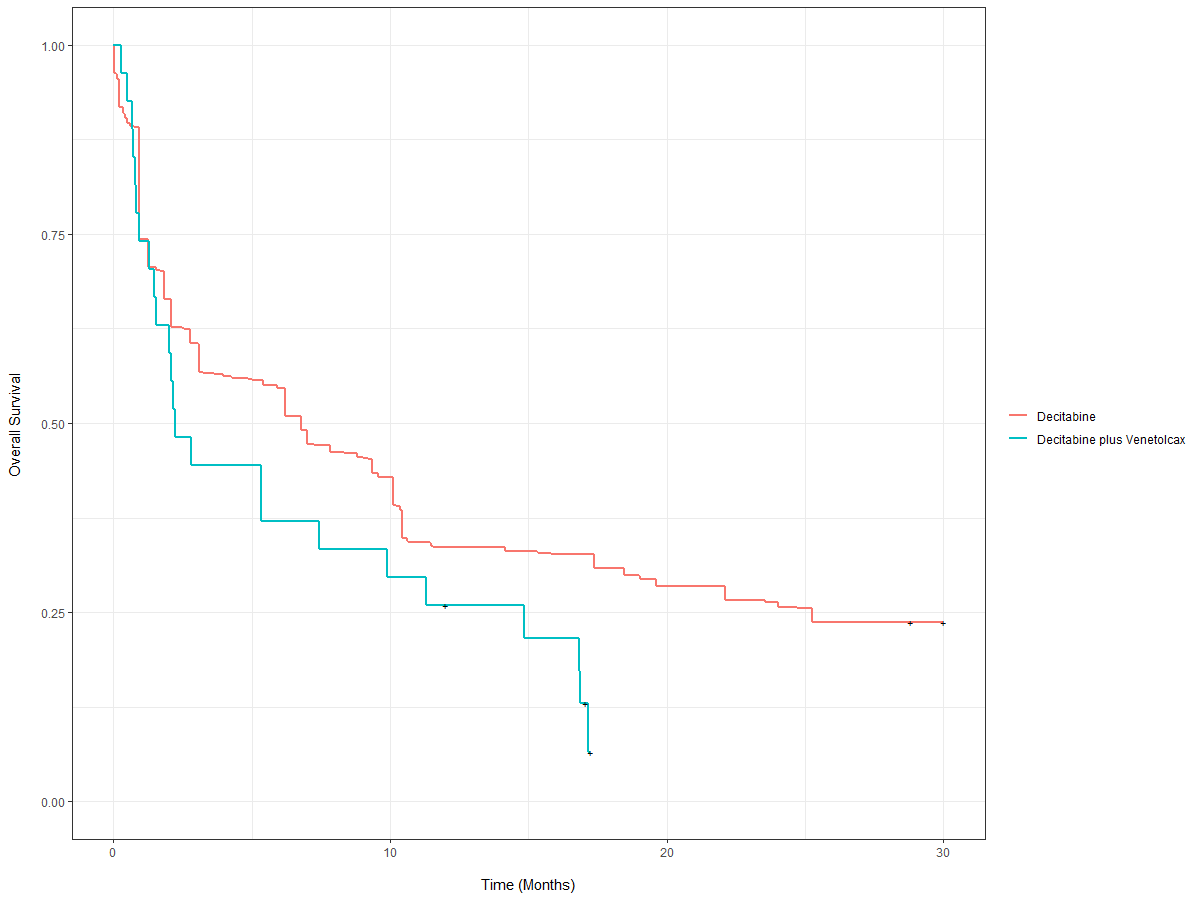 1.00
0.75
0.50
0.25
0.00
Overall Survival
0
10
20
30
Time (Months)
Decitabine
Decitabine plus Venetolcax